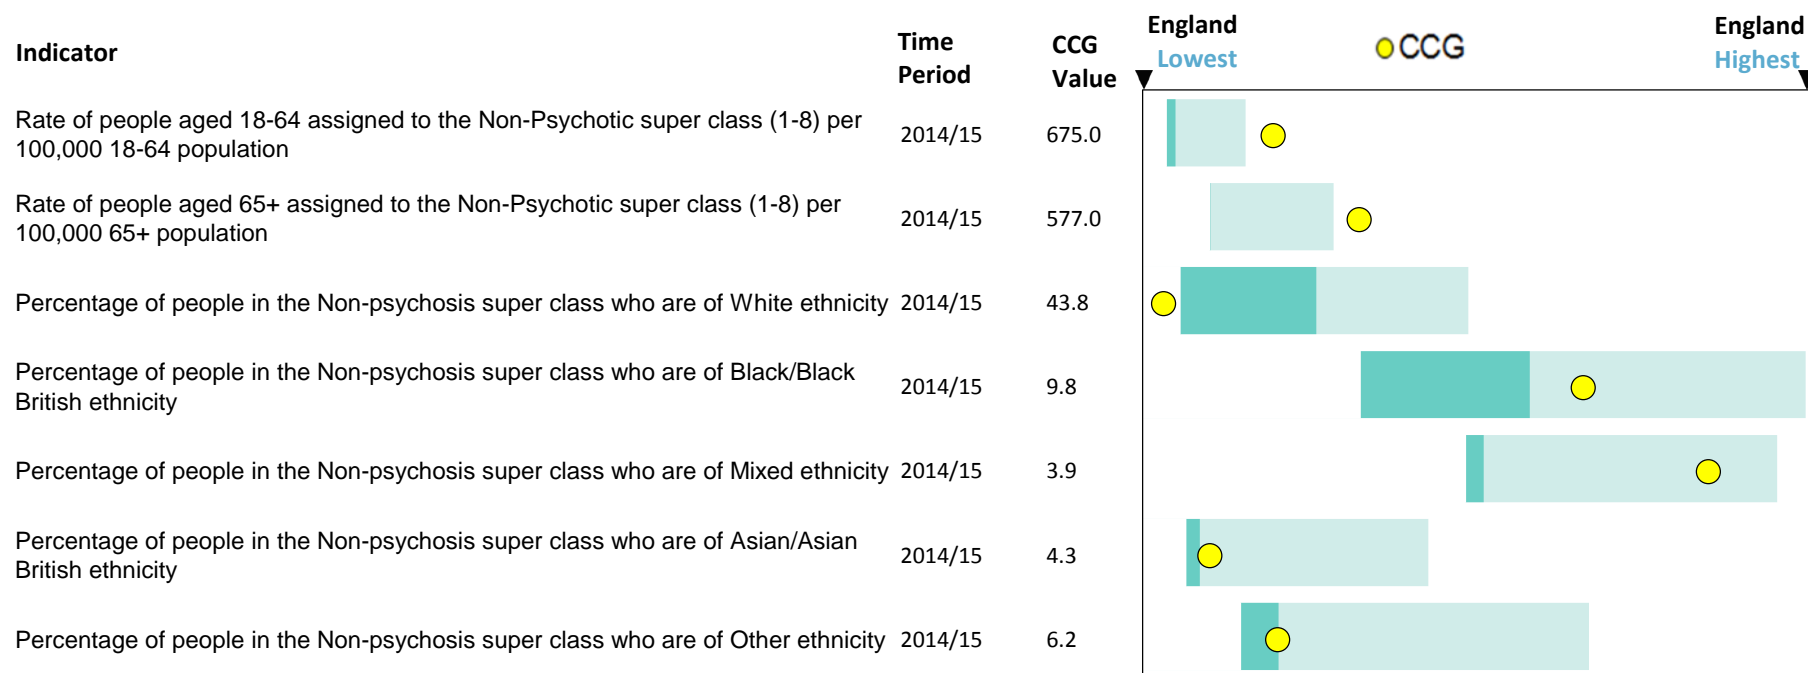 Indicator
Time Period
CCG Value
England Lowest
CCG
England Highest
Rate of people aged 18-64 assigned to the Non-Psychotic super class (1-8) per
100,000 18-64 population
2014/15
675.0
Rate of people aged 65+ assigned to the Non-Psychotic super class (1-8) per
100,000 65+ population
2014/15
577.0
Percentage of people in the Non-psychosis super class who are of White ethnicity
2014/15
43.8
Percentage of people in the Non-psychosis super class who are of Black/Black
British ethnicity
2014/15
9.8
Percentage of people in the Non-psychosis super class who are of Mixed ethnicity
2014/15
3.9
Percentage of people in the Non-psychosis super class who are of Asian/Asian
British ethnicity
2014/15
4.3
Percentage of people in the Non-psychosis super class who are of Other ethnicity
2014/15
6.2